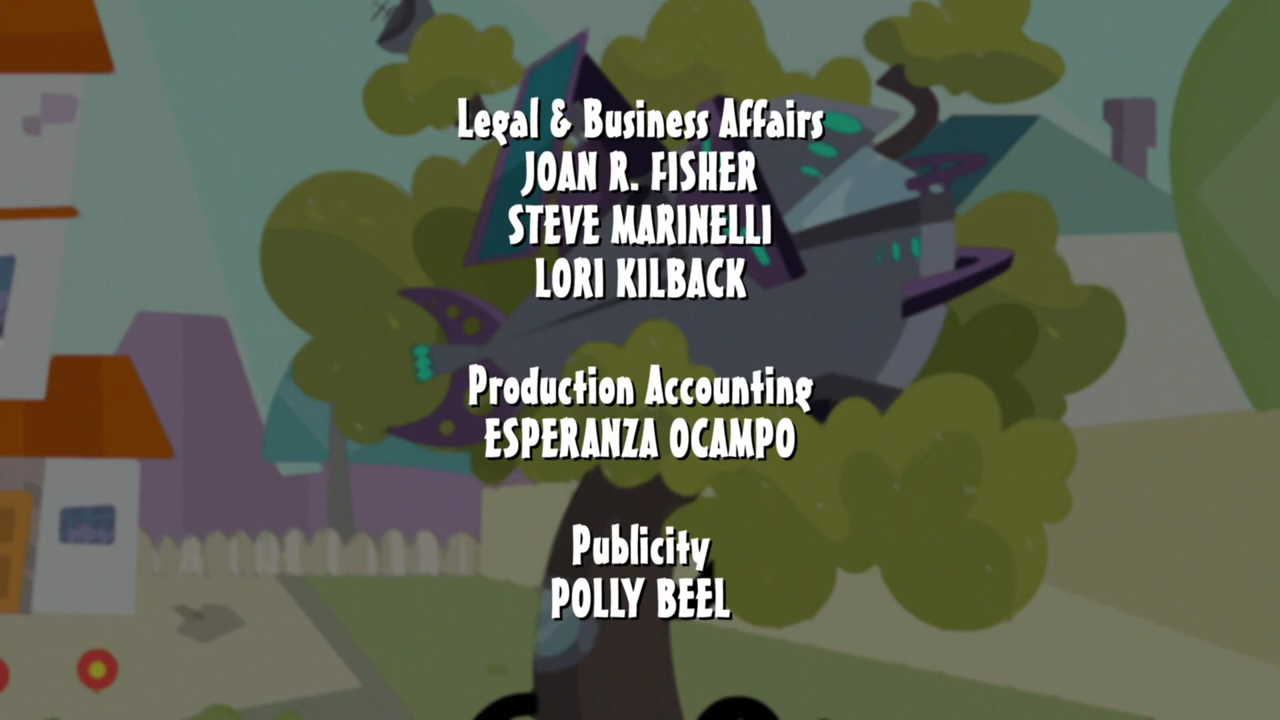 Legal & Business Affairs
JOAN R. FISHER
STEVE MARINELLI
LORI KILBACK
Production Accounting
ESPERANZA OCAMPO
Publicity
POLLY BEEL